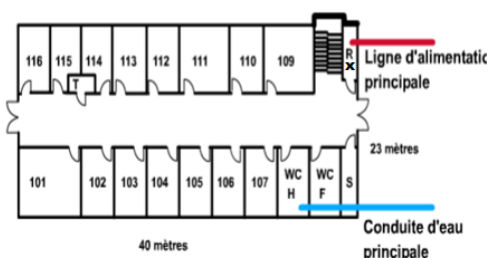 116 115 114 113 112 111 110 109
R
X
T
Ligne d'alimentatic
principale
23 mètres
101 102 103 104 105 106 107 WC H WC F S
Conduite d'eau
principale
40 mètres